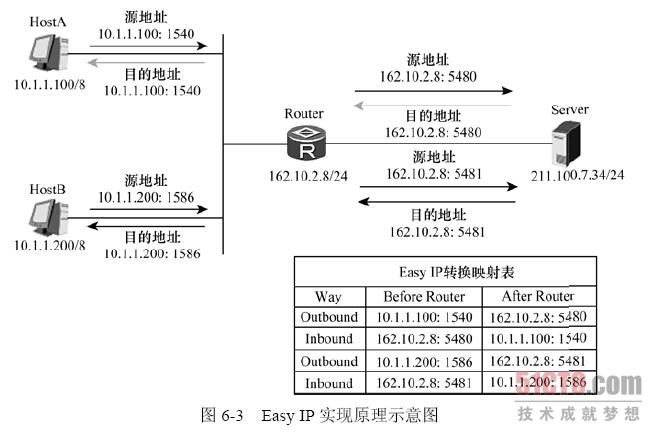 HostA
源地址
10.1.1.100: 1540
目的地址
10.1.1.100: 1540
10.1.1.100/8
HostB
源地址
10.1.1.200: 1586
目的地址
10.1.1.200: 1586
10.1.1.200/8
Router
162.10.2.8/24
源地址
162.10.2.8: 5480
目的地址
162.10.2.8: 5480
源地址
162.10.2.8: 5481
目的地址
162.10.2.8: 5481
Server
211.100.7.34/24
Easy IP转换映射表
Way Before Router After Router
Outbound 10.1.1.100: 1540 162.10.2.8: 5480
Inbound 162.10.2.8: 5480 10.1.1.100: 1540
Outbound 10.1.1.200: 1586 162.10.2.8: 5481
Inbound 162.10.2.8: 5481 10.1.1.200: 1586
51CTO.com
技术成就梦想
图 6-3 Easy IP 实现原理示意图